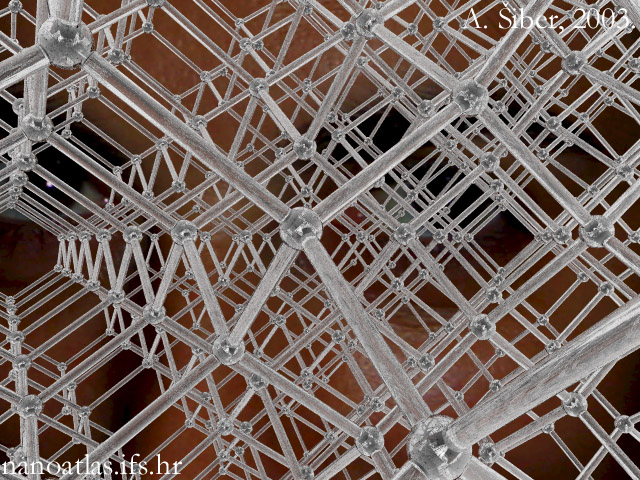 A. Šiber, 2003.
nanoatlas.ifs.hr